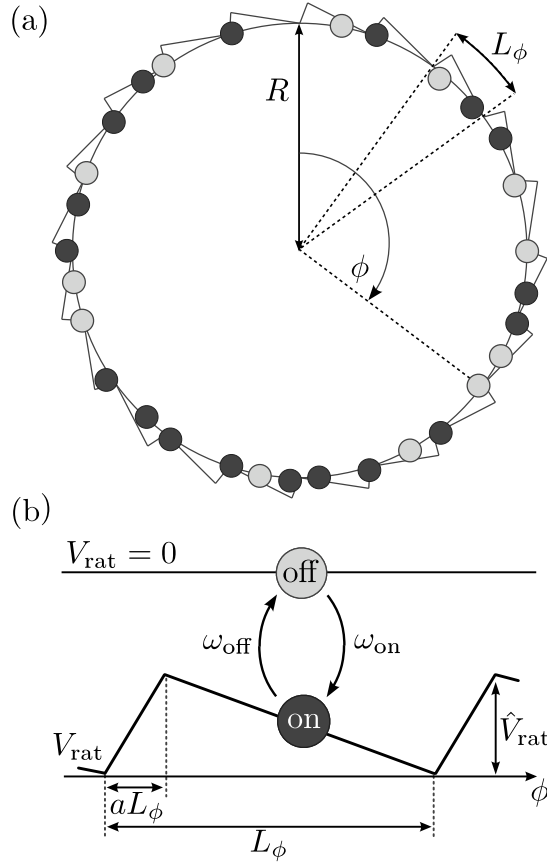 (a)
R
L_ϕ
ϕ
(b)
V_rat = 0
off
ω_off
ω_on
on
V_rat
V̂_rat
ϕ
aL_ϕ
L_ϕ